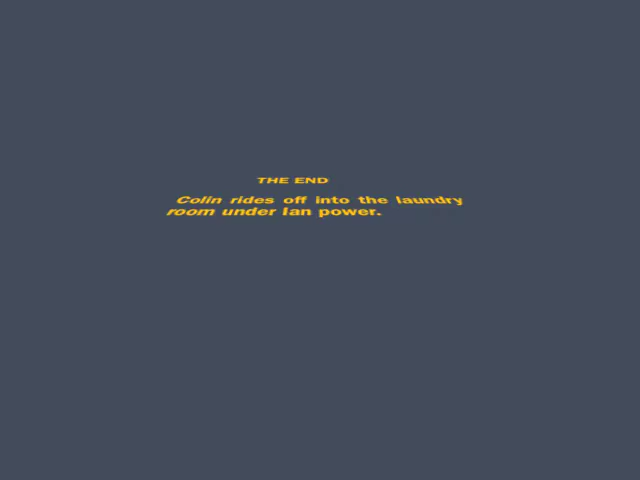 THE END
Colin rides off into the laundry
room under Ian power.